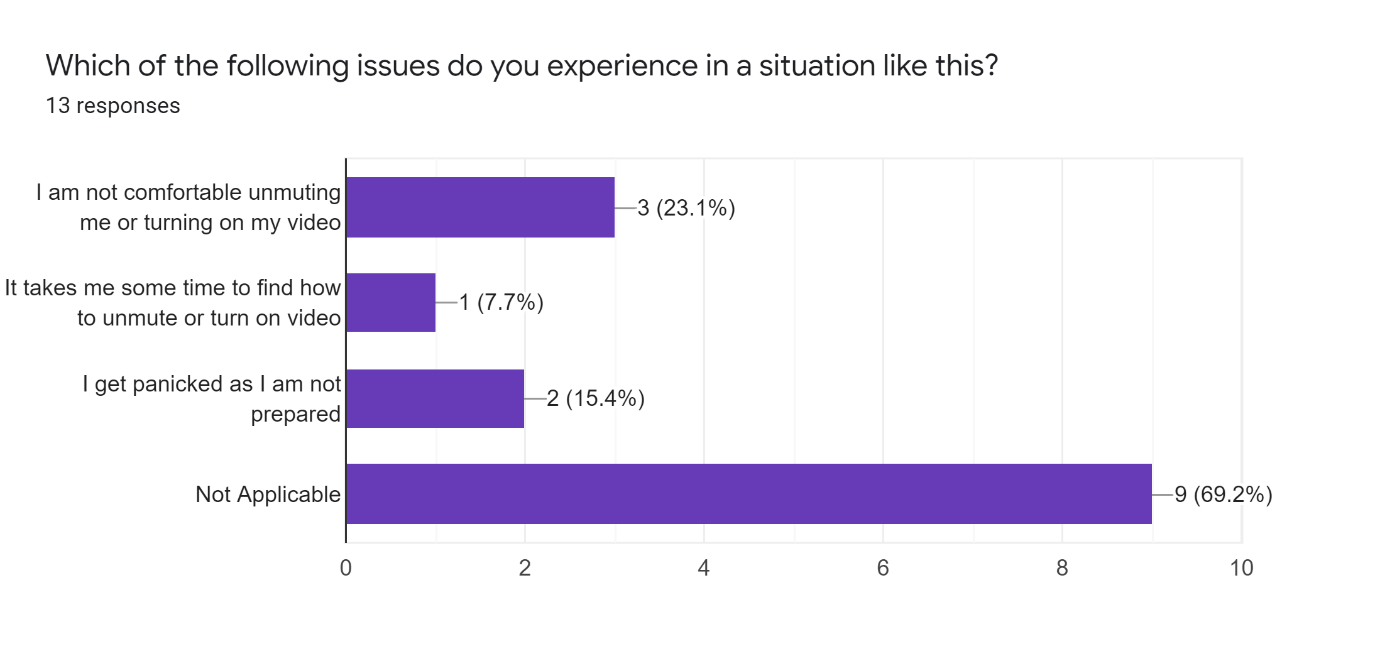 Which of the following issues do you experience in a situation like this?
13 responses
I am not comfortable unmuting
me or turning on my video
3 (23.1%)
It takes me some time to find how
to unmute or turn on video
1 (7.7%)
I get panicked as I am not
prepared
2 (15.4%)
Not Applicable
9 (69.2%)
0 2 4 6 8 10